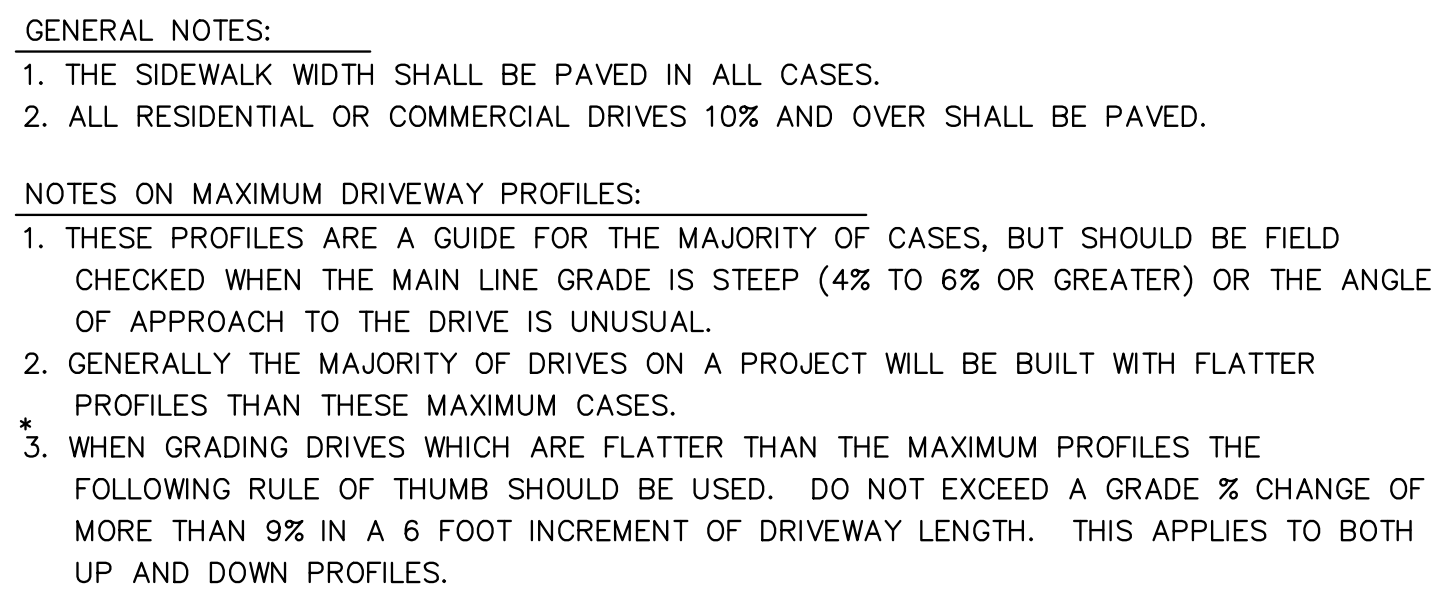 GENERAL NOTES:
1. THE SIDEWALK WIDTH SHALL BE PAVED IN ALL CASES.
2. ALL RESIDENTIAL OR COMMERCIAL DRIVES 10% AND OVER SHALL BE PAVED.
NOTES ON MAXIMUM DRIVEWAY PROFILES:
1. THESE PROFILES ARE A GUIDE FOR THE MAJORITY OF CASES, BUT SHOULD BE FIELD
CHECKED WHEN THE MAIN LINE GRADE IS STEEP (4% TO 6% OR GREATER) OR THE ANGLE
OF APPROACH TO THE DRIVE IS UNUSUAL.
2. GENERALLY THE MAJORITY OF DRIVES ON A PROJECT WILL BE BUILT WITH FLATTER
PROFILES THAN THESE MAXIMUM CASES.
*
3. WHEN GRADING DRIVES WHICH ARE FLATTER THAN THE MAXIMUM PROFILES THE
FOLLOWING RULE OF THUMB SHOULD BE USED. DO NOT EXCEED A GRADE % CHANGE OF
MORE THAN 9% IN A 6 FOOT INCREMENT OF DRIVEWAY LENGTH. THIS APPLIES TO BOTH
UP AND DOWN PROFILES.